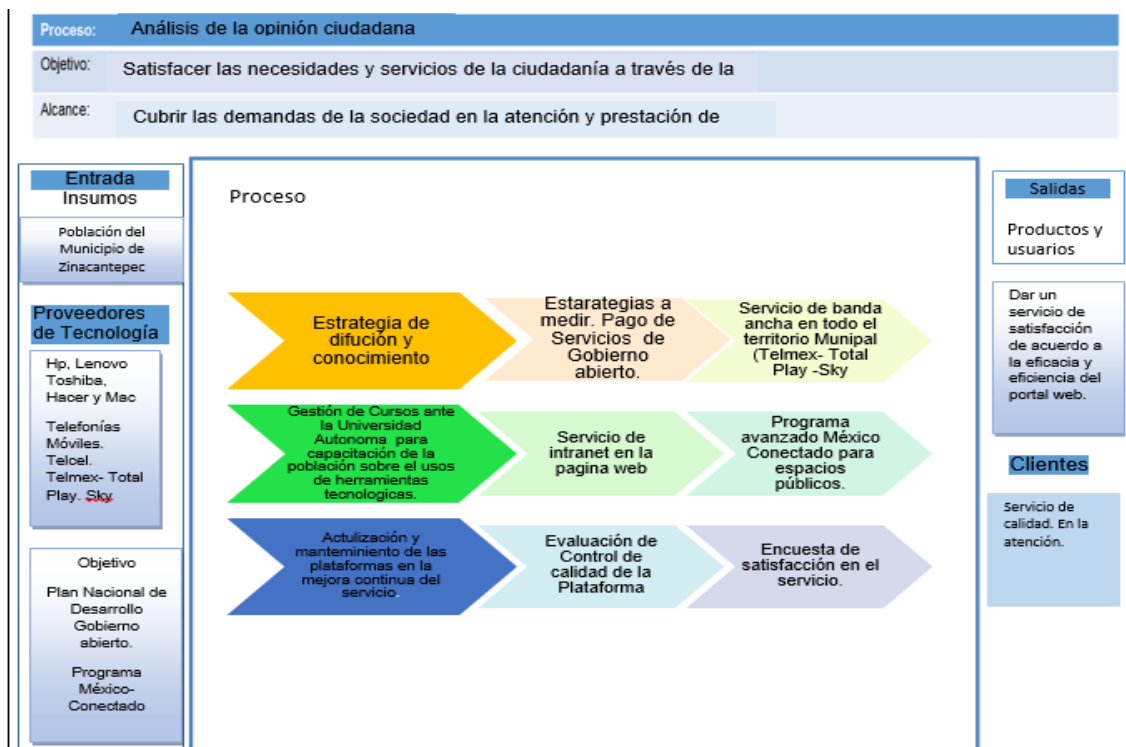 Proceso: Análisis de la opinión ciudadana
Objetivo: Satisfacer las necesidades y servicios de la ciudadanía a través de la
Alcance: Cubrir las demandas de la sociedad en la atención y prestación de
Entrada
Insumos
Población del
Municipio de
Zinacantepec
Proveedores
de Tecnología
Hp, Lenovo
Toshiba,
Hacer y Mac
Telefonías
Móviles.
Telcel.
Telmex- Total
Play. Sky
Objetivo
Plan Nacional de
Desarrollo
Gobierno
abierto.
Programa
México-
Conectado
Proceso
Estrategia de
difución y
conocimiento
Estarategias a
medir. Pago de
Servicios de
Gobierno
abierto.
Servicio de banda
ancha en todo el
territorio Munipal
(Telmex- Total
Play -Sky
Gestión de Cursos ante
la Universidad
Autonoma para
capacitación de la
población sobre el usos
de herramientas
tecnologicas.
Servicio de
intranet en la
pagina web
Programa
avanzado México
Conectado para
espacios
públicos.
Actulización y
manteminiento de las
plataformas en la
mejora continua del
servicio.
Evaluación de
Control de
calidad de la
Plataforma
Encuesta de
satisfacción en el
servicio.
Salidas
Productos y
usuarios
Dar un
servicio de
satisfacción
de acuerdo a
la eficacia y
eficiencia del
portal web.
Clientes
Servicio de
calidad. En la
atención.